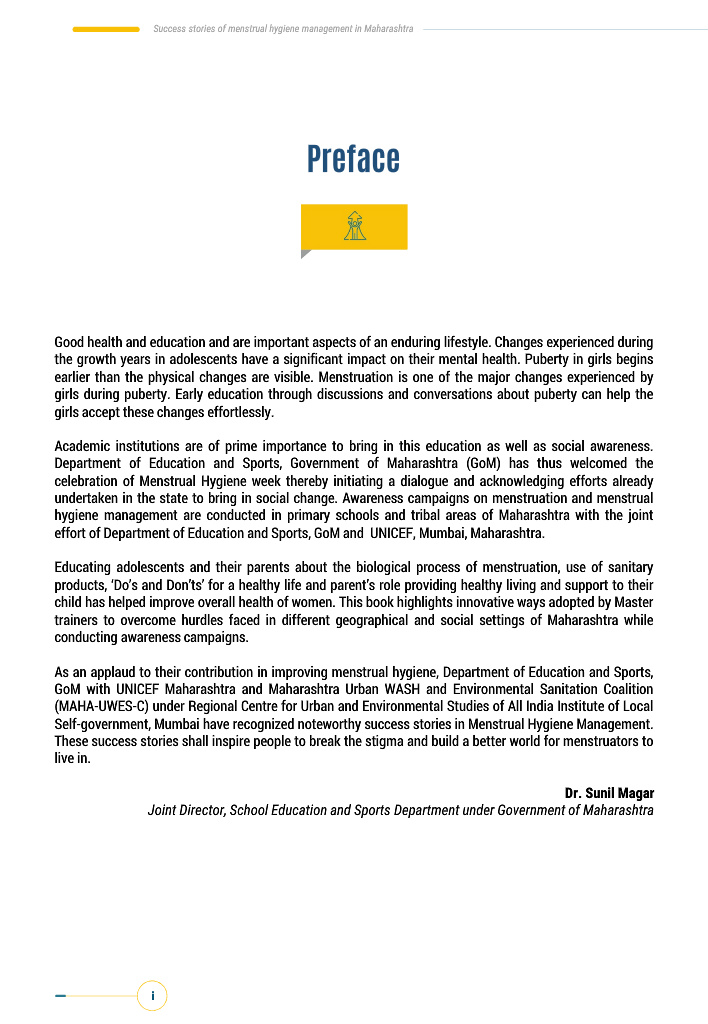 Success stories of menstrual hygiene management in Maharashtra
Preface
Good health and education and are important aspects of an enduring lifestyle. Changes experienced during
the growth years in adolescents have a significant impact on their mental health. Puberty in girls begins
earlier than the physical changes are visible. Menstruation is one of the major changes experienced by
girls during puberty. Early education through discussions and conversations about puberty can help the
girls accept these changes effortlessly.
Academic institutions are of prime importance to bring in this education as well as social awareness.
Department of Education and Sports, Government of Maharashtra (GoM) has thus welcomed the
celebration of Menstrual Hygiene week thereby initiating a dialogue and acknowledging efforts already
undertaken in the state to bring in social change. Awareness campaigns on menstruation and menstrual
hygiene management are conducted in primary schools and tribal areas of Maharashtra with the joint
effort of Department of Education and Sports, GoM and UNICEF, Mumbai, Maharashtra.
Educating adolescents and their parents about the biological process of menstruation, use of sanitary
products, ‘Do’s and Don’ts’ for a healthy life and parent’s role providing healthy living and support to their
child has helped improve overall health of women. This book highlights innovative ways adopted by Master
trainers to overcome hurdles faced in different geographical and social settings of Maharashtra while
conducting awareness campaigns.
As an applaud to their contribution in improving menstrual hygiene, Department of Education and Sports,
GoM with UNICEF Maharashtra and Maharashtra Urban WASH and Environmental Sanitation Coalition
(MAHA-UWES-C) under Regional Centre for Urban and Environmental Studies of All India Institute of Local
Self-government, Mumbai have recognized noteworthy success stories in Menstrual Hygiene Management.
These success stories shall inspire people to break the stigma and build a better world for menstruators to
live in.
Dr. Sunil Magar
Joint Director, School Education and Sports Department under Government of Maharashtra
i